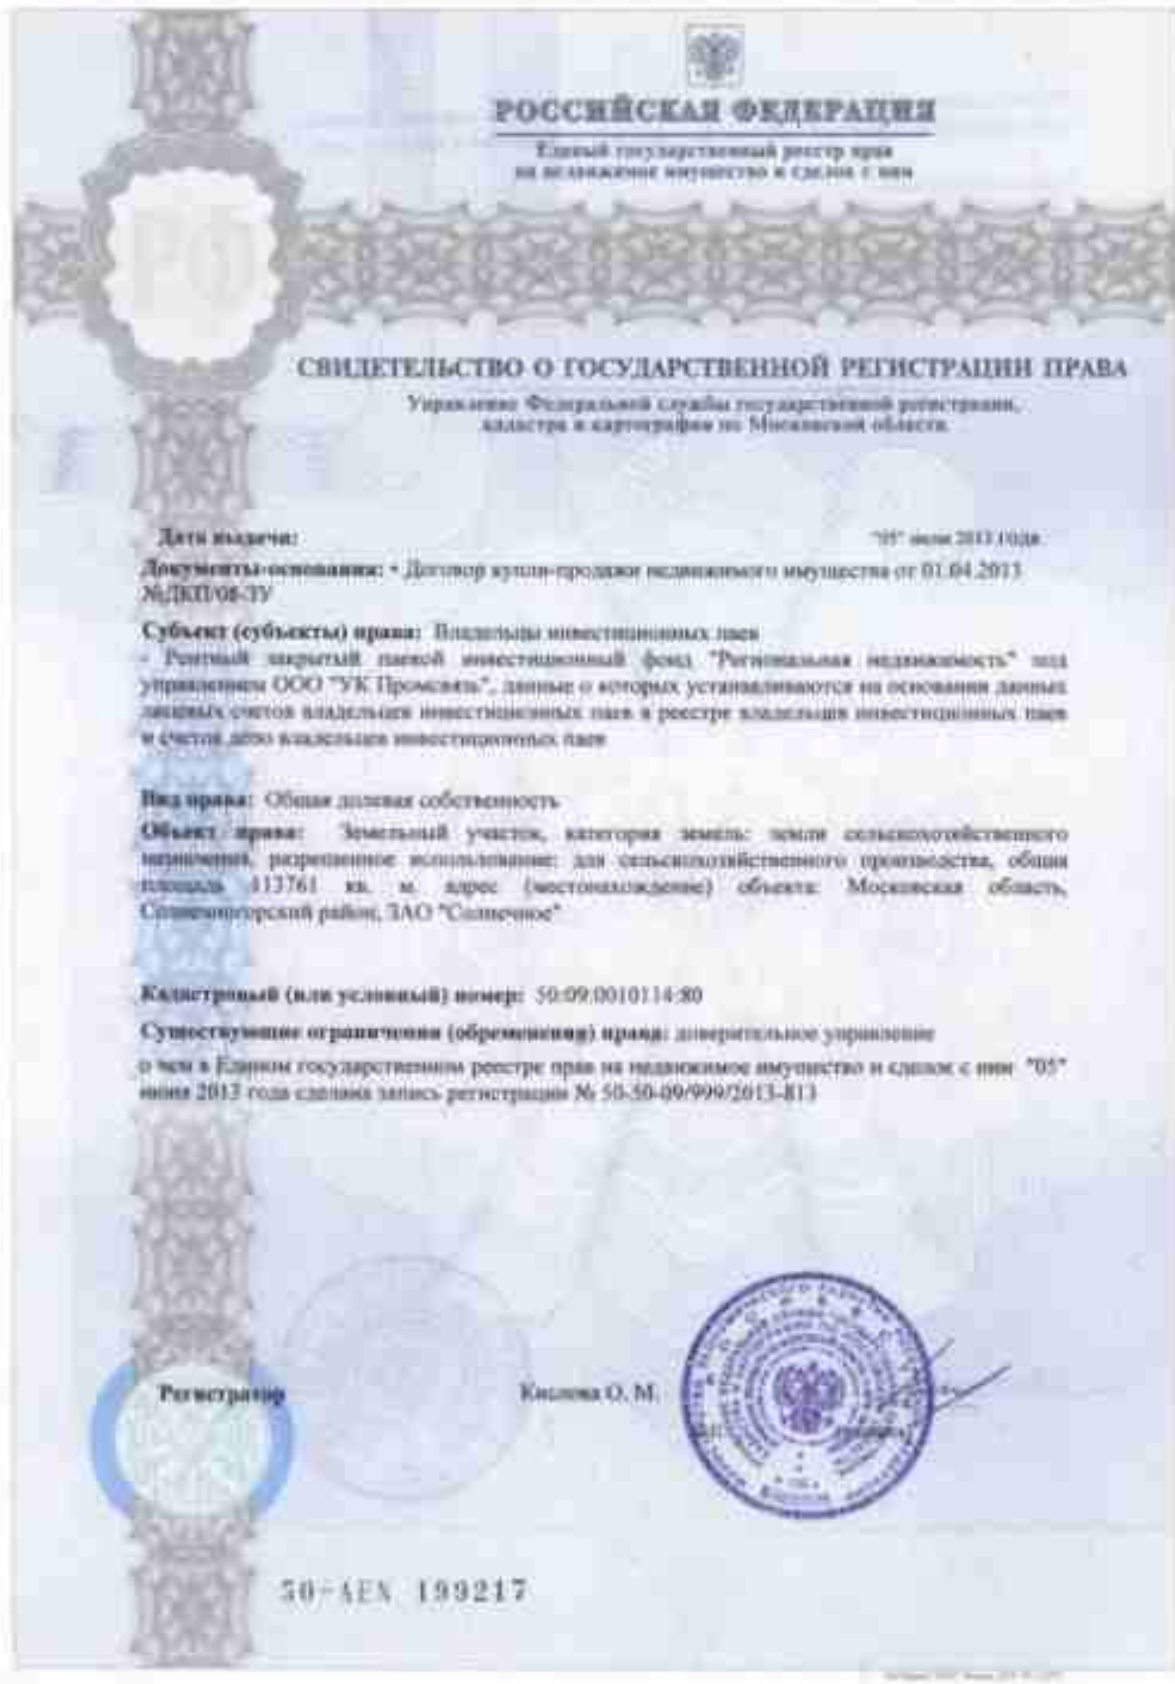 РОССИЙСКАЯ ФЕДЕРАЦИЯ
Единый государственный реестр прав
на недвижимое имущество и сделок с ним
СВИДЕТЕЛЬСТВО О ГОСУДАРСТВЕННОЙ РЕГИСТРАЦИИ ПРАВА
Управление Федеральной службы государственной регистрации,
кадастра и картографии по Московской области
Дата выдачи: "05" июня 2013 года
Документы-основания: • Договор купли-продажи недвижимого имущества от 01.04.2013
№ДКП/08-ЗУ
Субъект (субъекты) права: Владельцы инвестиционных паев
- Рентный закрытый паевой инвестиционный фонд "Региональная недвижимость" под
управлением ООО "УК Промсвязь", данные о которых устанавливаются на основании данных
лицевых счетов владельцев инвестиционных паев в реестре владельцев инвестиционных паев
и счетов депо владельцев инвестиционных паев
Вид права: Общая долевая собственность
Объект права: Земельный участок, категория земель: земли сельскохозяйственного
назначения, разрешенное использование: для сельскохозяйственного производства, общая
площадь 113761 кв. м, адрес (местонахождение) объекта: Московская область,
Солнечногорский район, ЗАО "Солнечное"
Кадастровый (или условный) номер: 50:09:0010114:80
Существующие ограничения (обременения) права: доверительное управление
о чем в Едином государственном реестре прав на недвижимое имущество и сделок с ним "05"
июня 2013 года сделана запись регистрации № 50-50-09/999/2013-813
Регистратор Кислова О. М.
50-АЕN 199217